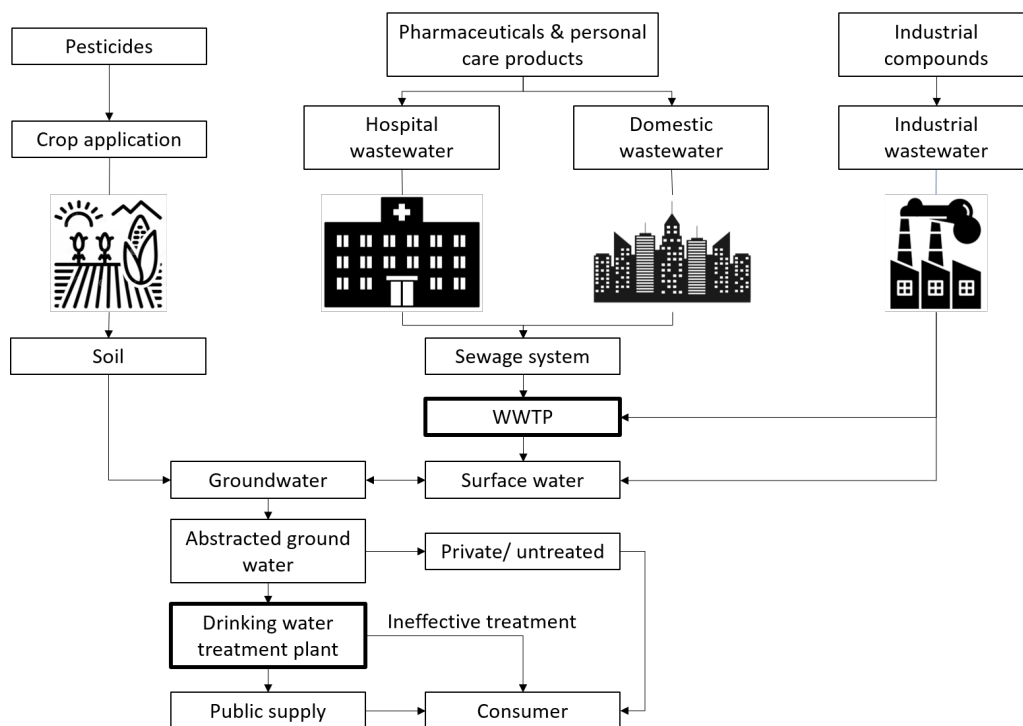 Pesticides
Pharmaceuticals & personal
care products
Industrial
compounds
Crop application
Hospital
wastewater
Domestic
wastewater
Industrial
wastewater
Soil
Sewage system
WWTP
Groundwater
Surface water
Abstracted ground
water
Private/ untreated
Drinking water
treatment plant
Ineffective treatment
Public supply
Consumer